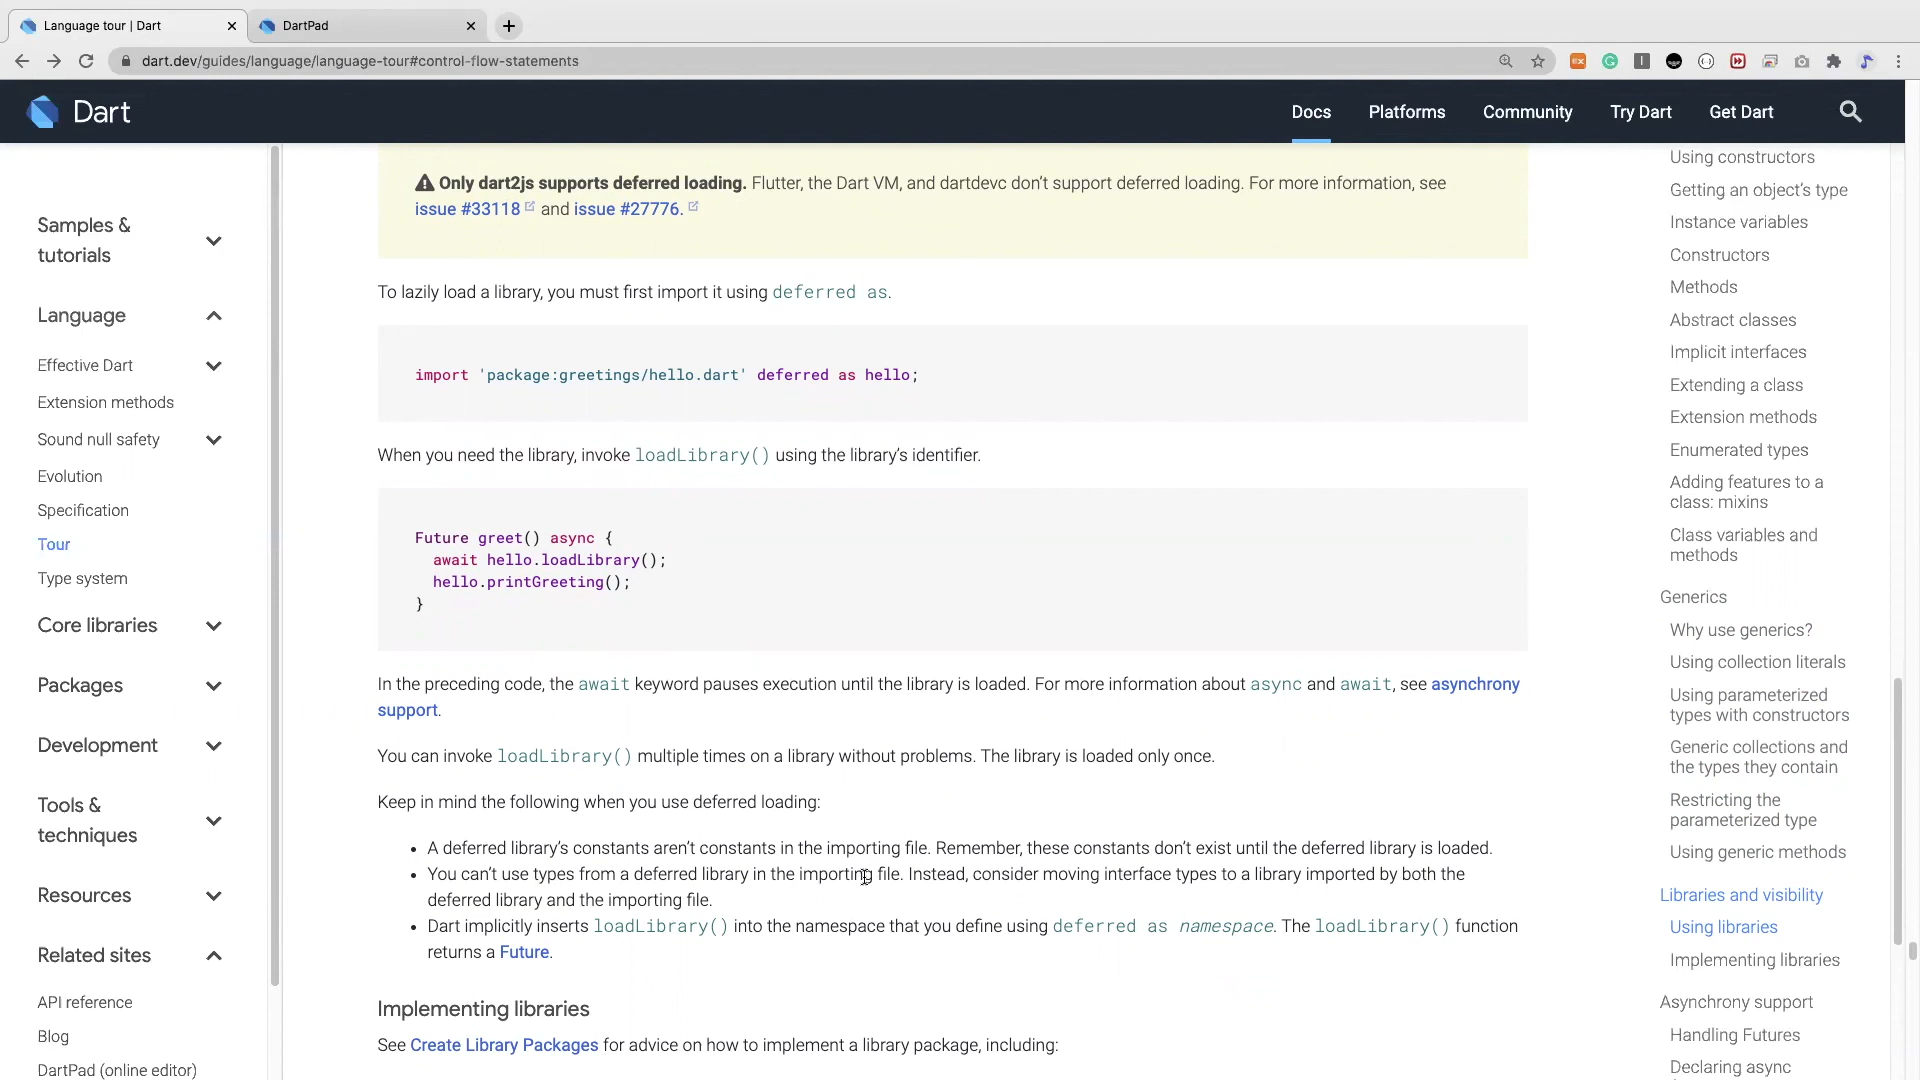 Language tour | Dart
DartPad
dart.dev/guides/language/language-tour#control-flow-statements
Dart
Docs
Platforms
Community
Try Dart
Get Dart
Samples &
tutorials
Language
Effective Dart
Extension methods
Sound null safety
Evolution
Specification
Tour
Type system
Core libraries
Packages
Development
Tools &
techniques
Resources
Related sites
API reference
Blog
DartPad (online editor)
Only dart2js supports deferred loading. Flutter, the Dart VM, and dartdevc don’t support deferred loading. For more information, see
issue #33118 and issue #27776.
To lazily load a library, you must first import it using deferred as.
import 'package:greetings/hello.dart' deferred as hello;
When you need the library, invoke loadLibrary() using the library’s identifier.
Future greet() async {
await hello.loadLibrary();
hello.printGreeting();
}
In the preceding code, the await keyword pauses execution until the library is loaded. For more information about async and await, see asynchrony
support.
You can invoke loadLibrary() multiple times on a library without problems. The library is loaded only once.
Keep in mind the following when you use deferred loading:
• A deferred library’s constants aren’t constants in the importing file. Remember, these constants don’t exist until the deferred library is loaded.
• You can’t use types from a deferred library in the importing file. Instead, consider moving interface types to a library imported by both the
deferred library and the importing file.
• Dart implicitly inserts loadLibrary() into the namespace that you define using deferred as namespace. The loadLibrary() function
returns a Future.
Implementing libraries
See Create Library Packages for advice on how to implement a library package, including:
Using constructors
Getting an object’s type
Instance variables
Constructors
Methods
Abstract classes
Implicit interfaces
Extending a class
Extension methods
Enumerated types
Adding features to a
class: mixins
Class variables and
methods
Generics
Why use generics?
Using collection literals
Using parameterized
types with constructors
Generic collections and
the types they contain
Restricting the
parameterized type
Using generic methods
Libraries and visibility
Using libraries
Implementing libraries
Asynchrony support
Handling Futures
Declaring async